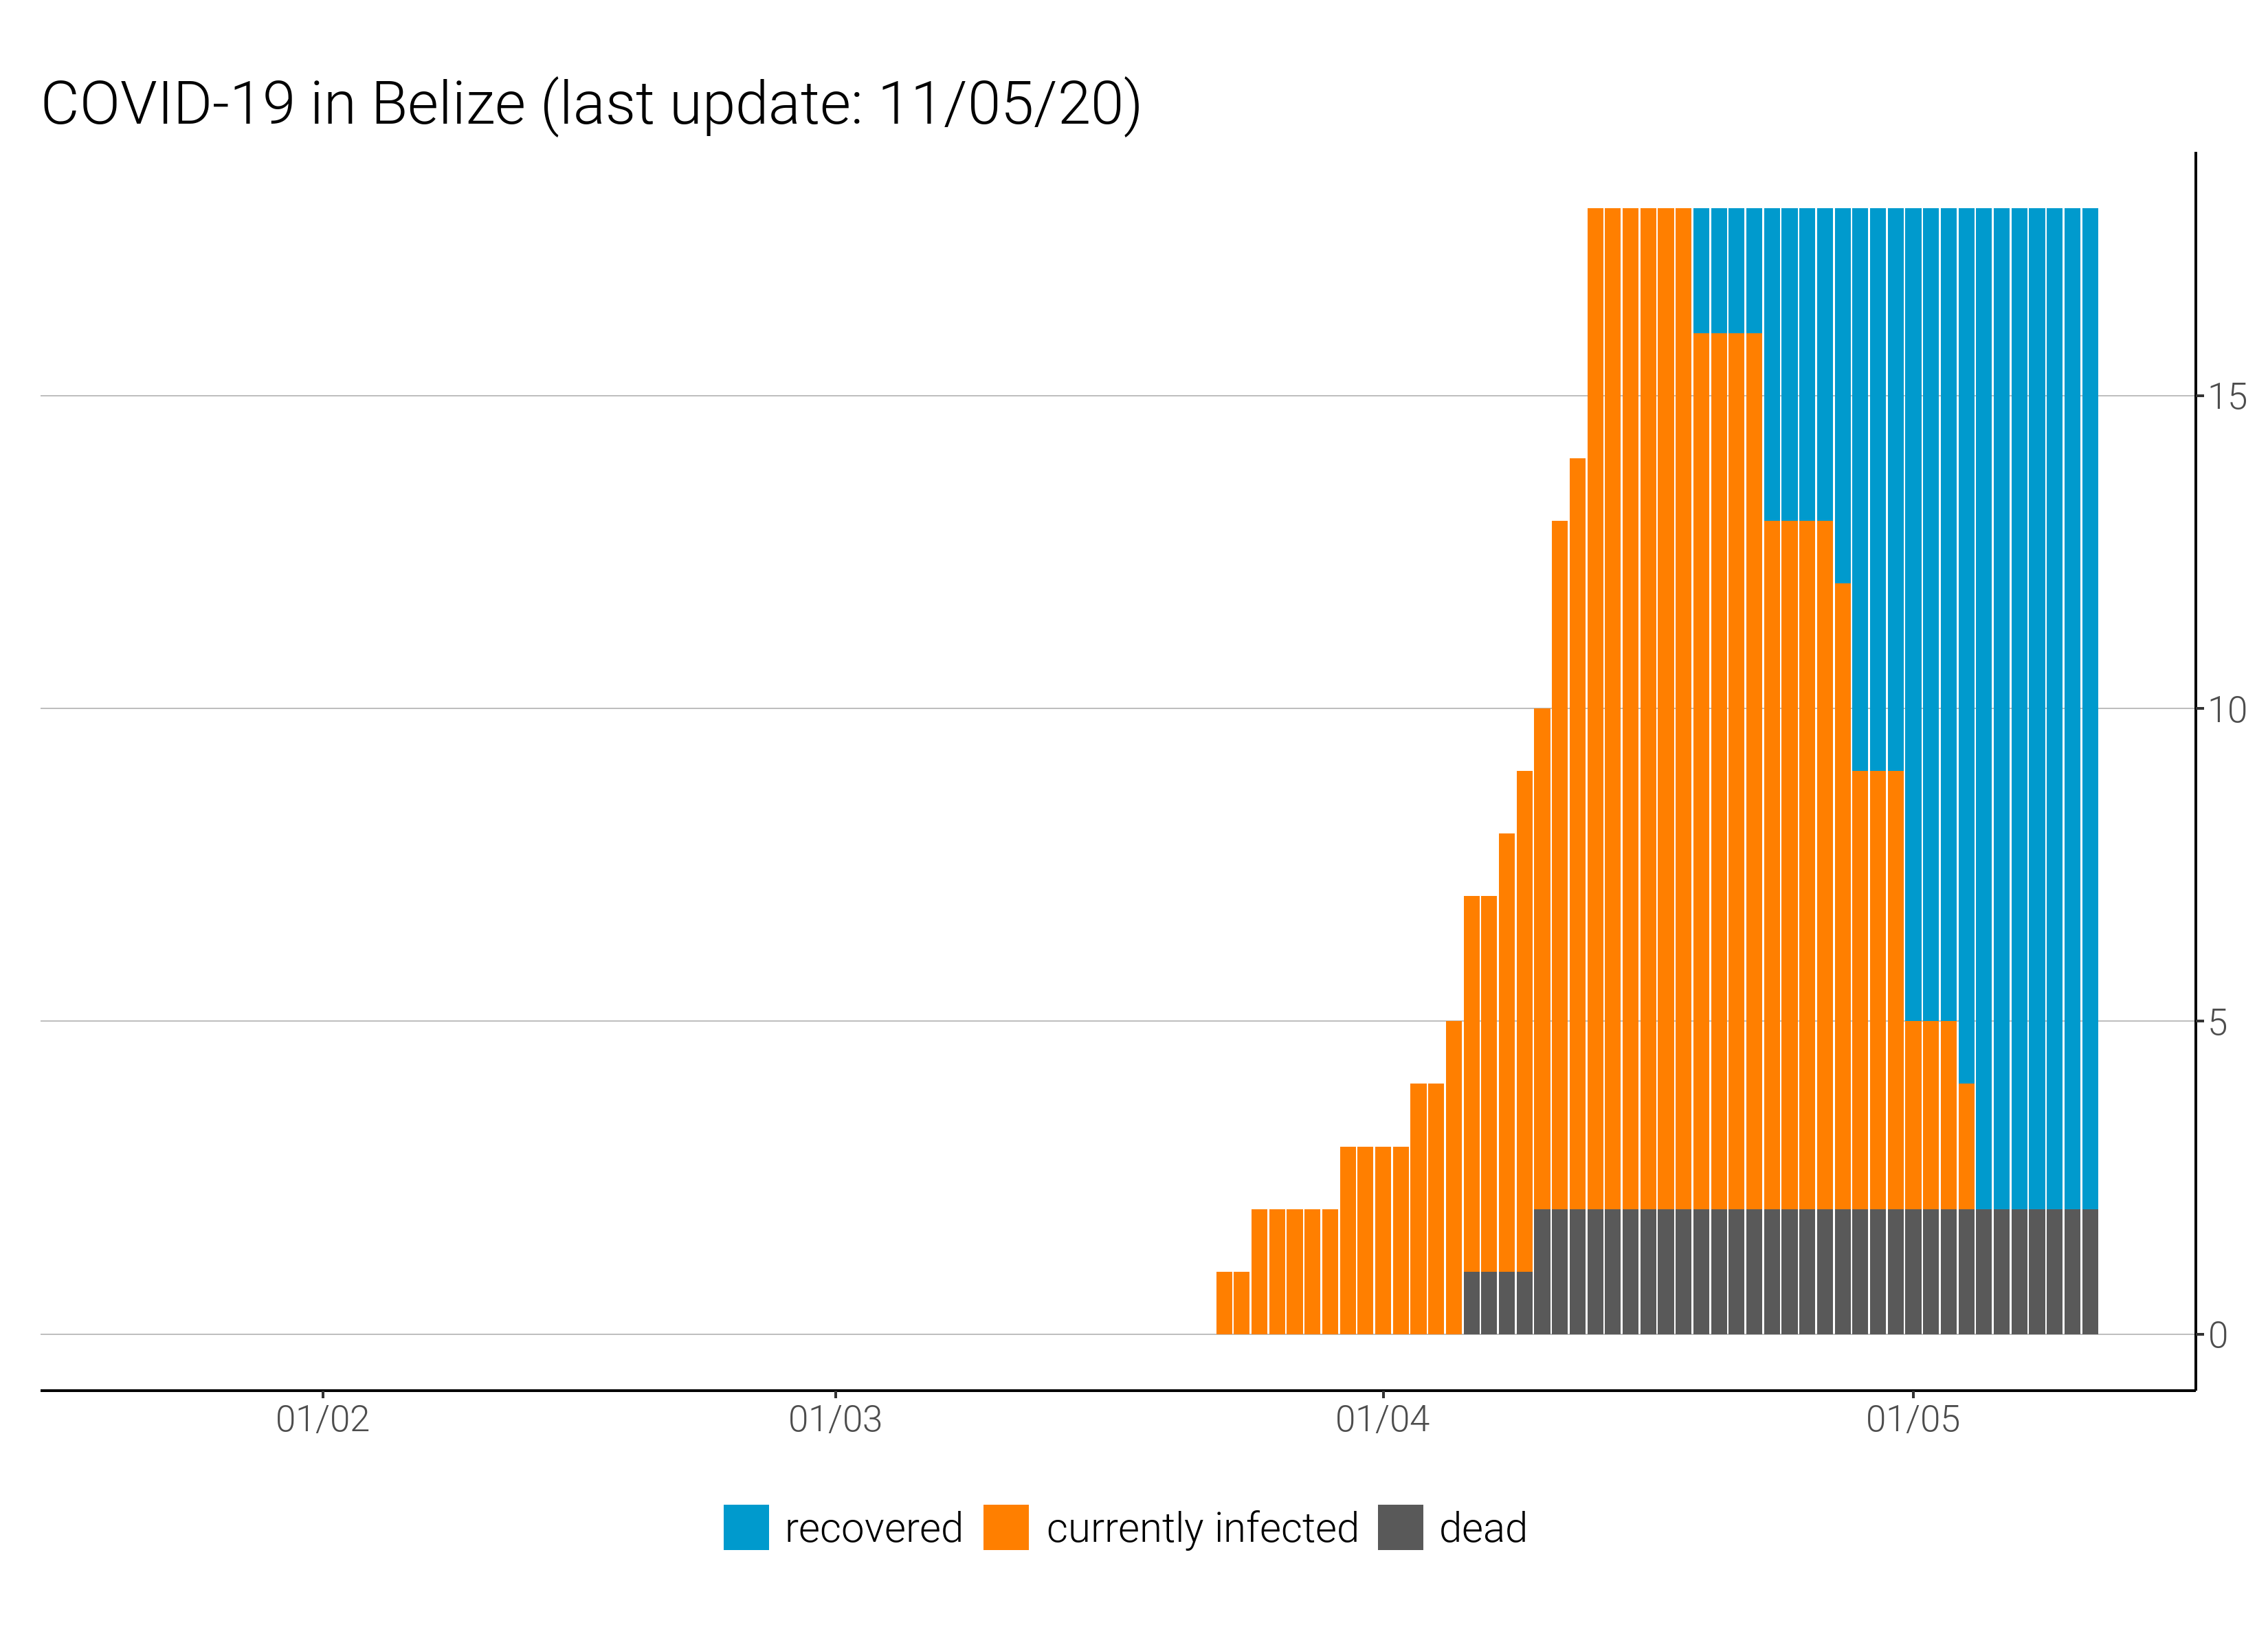 COVID-19 in Belize (last update: 11/05/20)
15
10
5
0
01/02 01/03 01/04 01/05
recovered currently infected dead